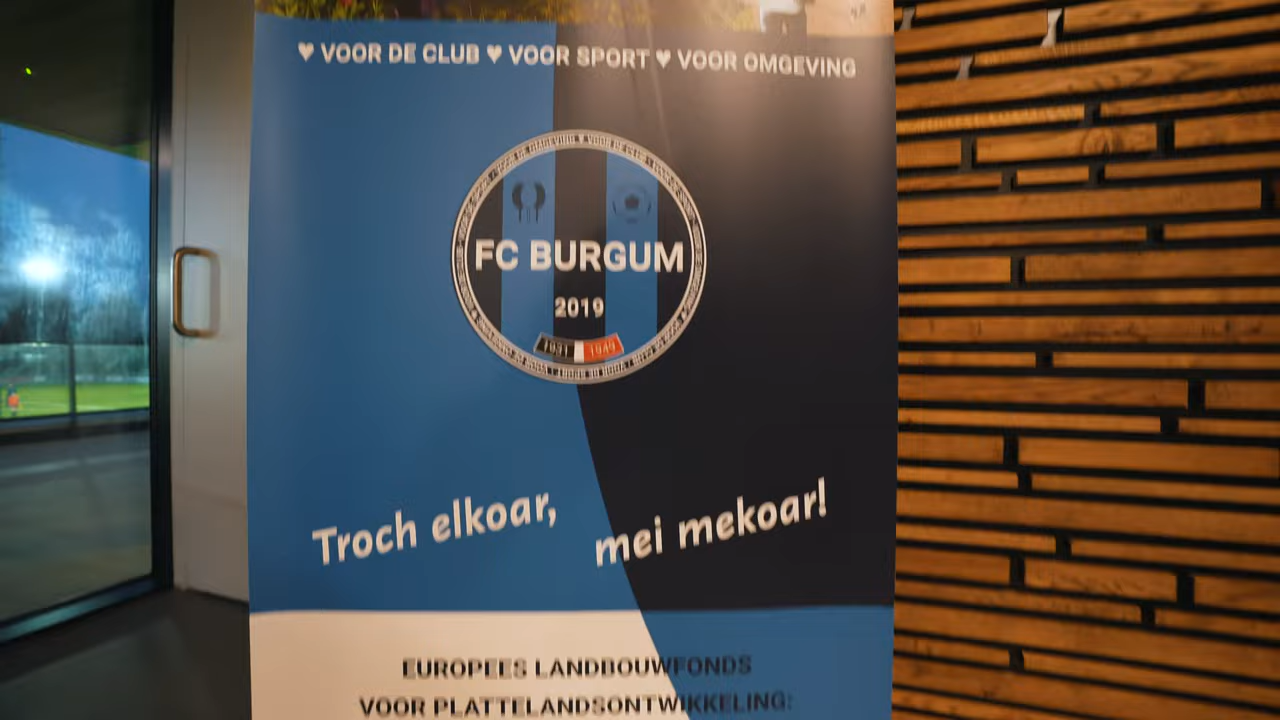 ♥ VOOR DE CLUB ♥ VOOR SPORT ♥ VOOR OMGEVING
FC BURGUM
2019
1931 1949
Troch elkoar, mei mekoar!
EUROPEES LANDBOUWFONDS
VOOR PLATTELANDSONTWIKKELING: